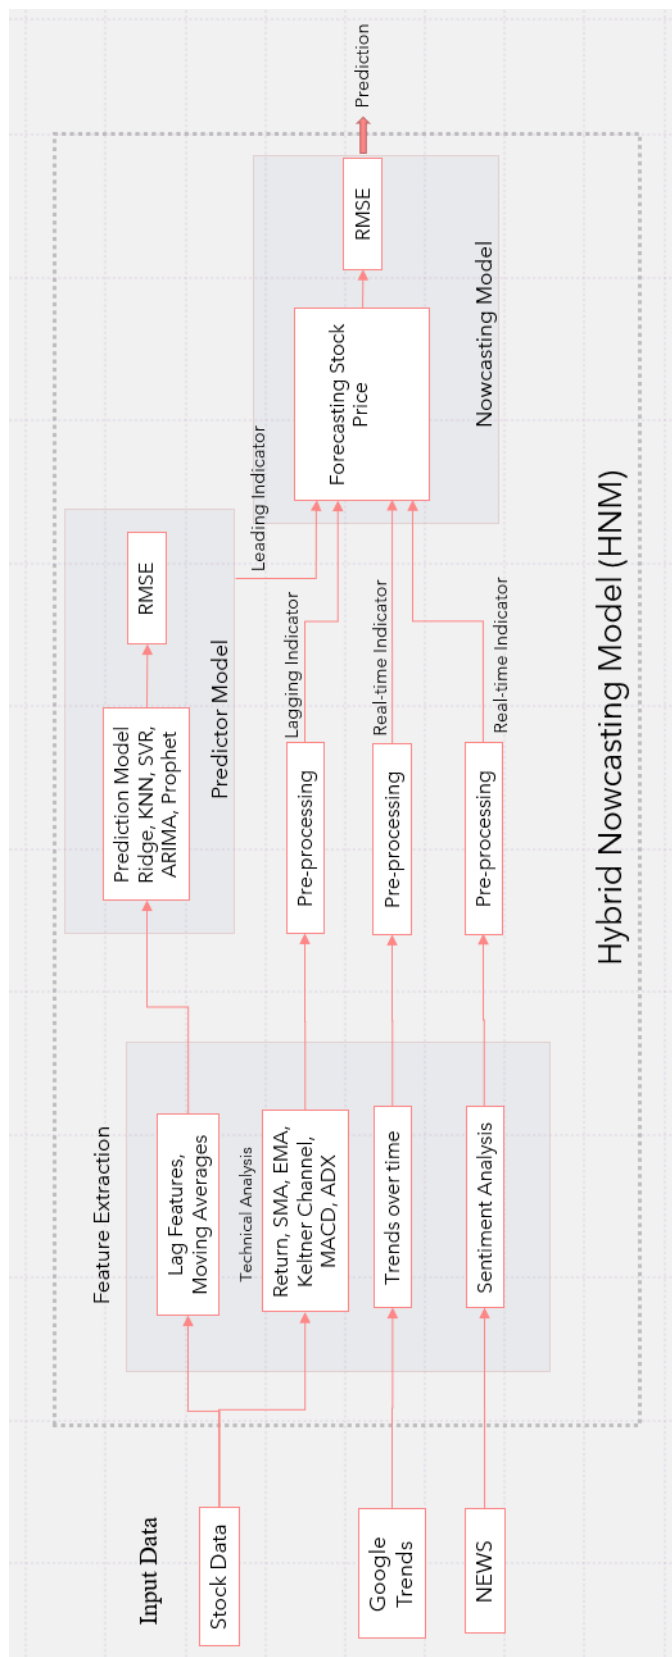 Input Data
Stock Data
Google
Trends
NEWS
Feature Extraction
Lag Features,
Moving Averages
Technical Analysis
Return, SMA, EMA,
Keltner Channel,
MACD, ADX
Trends over time
Sentiment Analysis
Prediction Model
Ridge, KNN, SVR,
ARIMA, Prophet
RMSE
Predictor Model
Pre-processing
Pre-processing
Pre-processing
Leading Indicator
Lagging Indicator
Real-time Indicator
Real-time Indicator
Forecasting Stock
Price
RMSE
Nowcasting Model
Prediction
Hybrid Nowcasting Model (HNM)